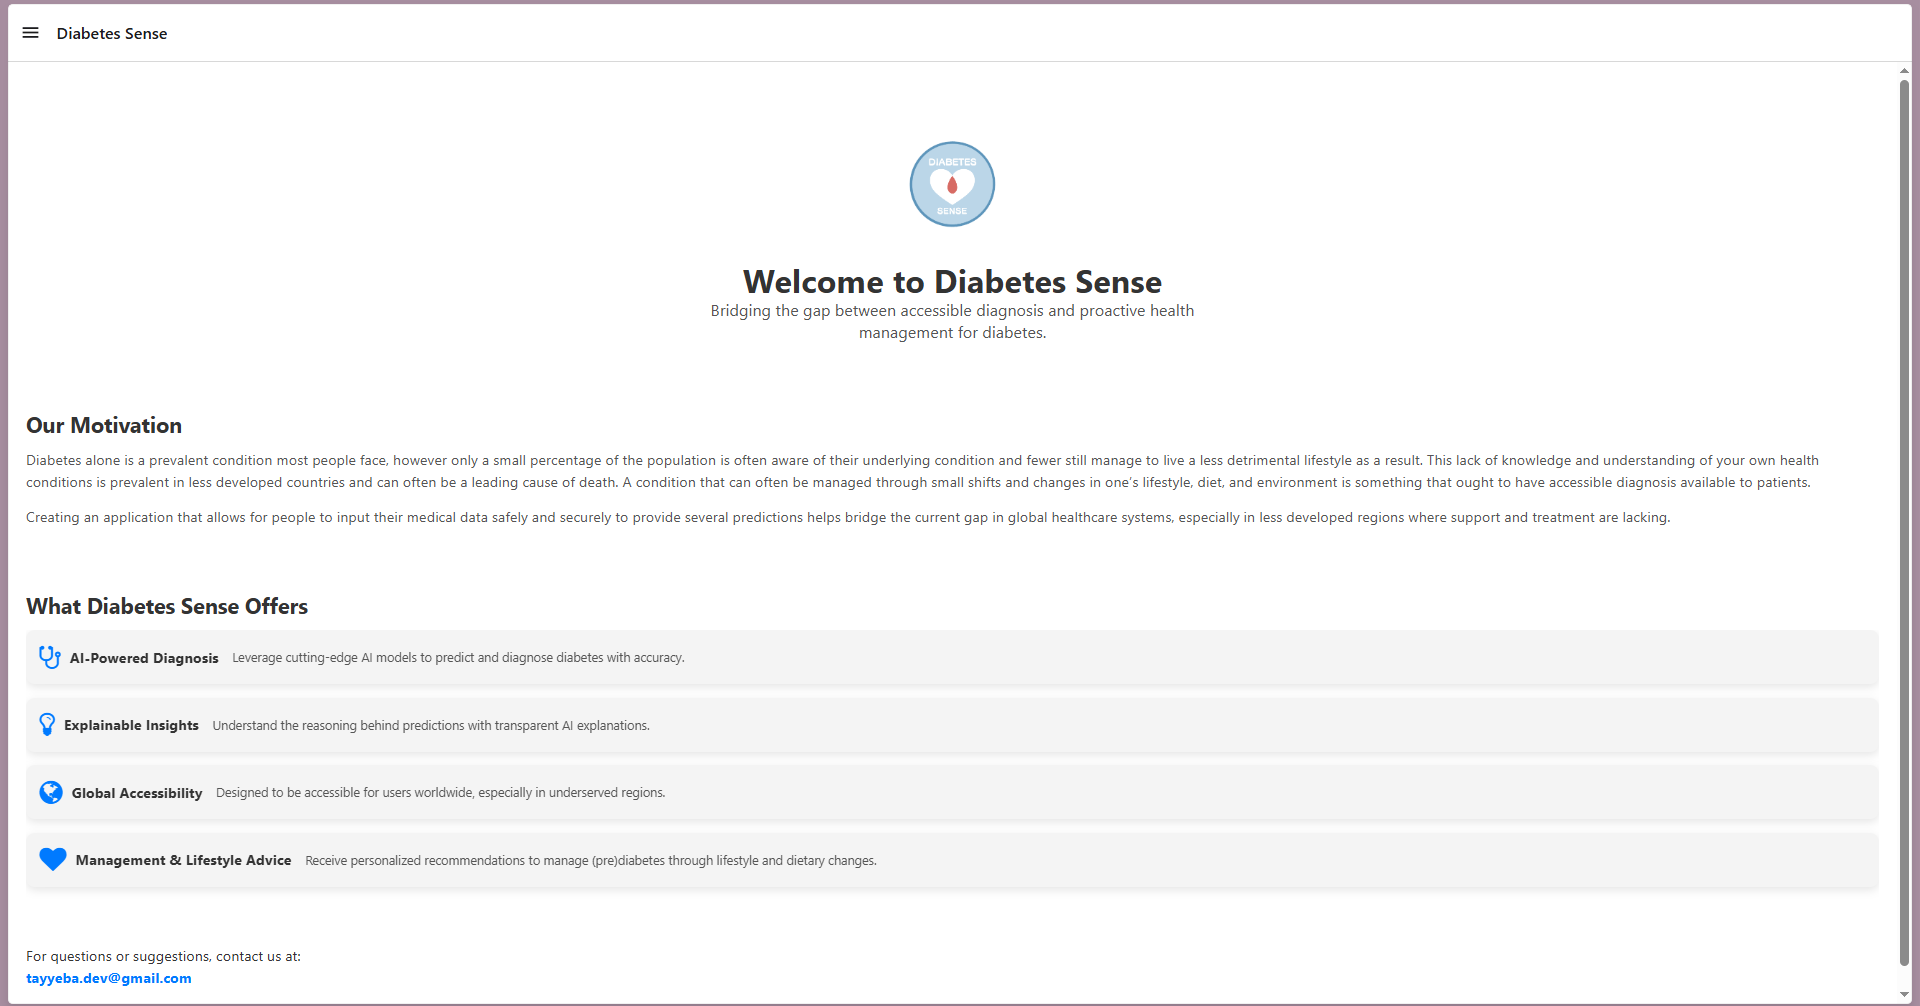 Diabetes Sense
DIABETES
SENSE
Welcome to Diabetes Sense
Bridging the gap between accessible diagnosis and proactive health
management for diabetes.
Our Motivation
Diabetes alone is a prevalent condition most people face, however only a small percentage of the population is often aware of their underlying condition and fewer still manage to live a less detrimental lifestyle as a result. This lack of knowledge and understanding of your own health
conditions is prevalent in less developed countries and can often be a leading cause of death. A condition that can often be managed through small shifts and changes in one's lifestyle, diet, and environment is something that ought to have accessible diagnosis available to patients.
Creating an application that allows for people to input their medical data safely and securely to provide several predictions helps bridge the current gap in global healthcare systems, especially in less developed regions where support and treatment are lacking.
What Diabetes Sense Offers
AI-Powered Diagnosis Leverage cutting-edge AI models to predict and diagnose diabetes with accuracy.
Explainable Insights Understand the reasoning behind predictions with transparent AI explanations.
Global Accessibility Designed to be accessible for users worldwide, especially in underserved regions.
Management & Lifestyle Advice Receive personalized recommendations to manage (pre)diabetes through lifestyle and dietary changes.
For questions or suggestions, contact us at:
tayyeba.dev@gmail.com